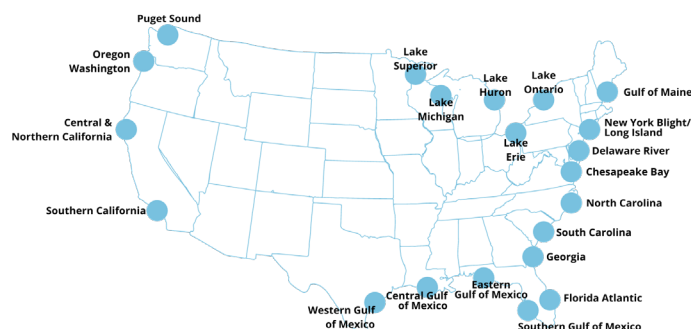 Puget Sound
Oregon
Washington
Lake
Superior
Lake
Huron
Lake
Ontario
Gulf of Maine
Lake
Michigan
Central &
Northern California
New York Blight/
Long Island
Lake
Erie
Delaware River
Chesapeake Bay
Southern California
North Carolina
South Carolina
Georgia
Eastern
Gulf of Mexico
Central Gulf
of Mexico
Florida Atlantic
Western Gulf
of Mexico
Southern Gulf of Mexico